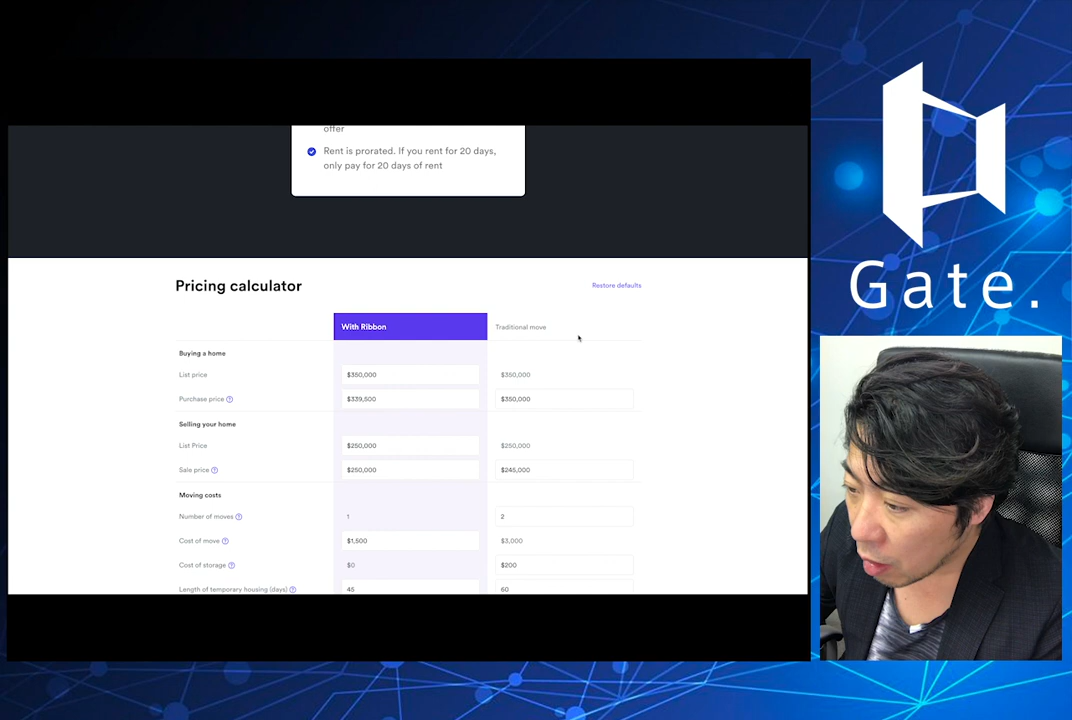 offer
Rent is prorated. If you rent for 20 days,
only pay for 20 days of rent
Pricing calculator
Restore defaults
With Ribbon
Traditional move
Buying a home
List price
$350,000
$350,000
Purchase price
$339,500
$350,000
Selling your home
List Price
$250,000
$250,000
Sale price
$250,000
$245,000
Moving costs
Number of moves
1
2
Cost of move
$1,500
$3,000
Cost of storage
$0
$200
Length of temporary housing (days)
45
60
Gate.